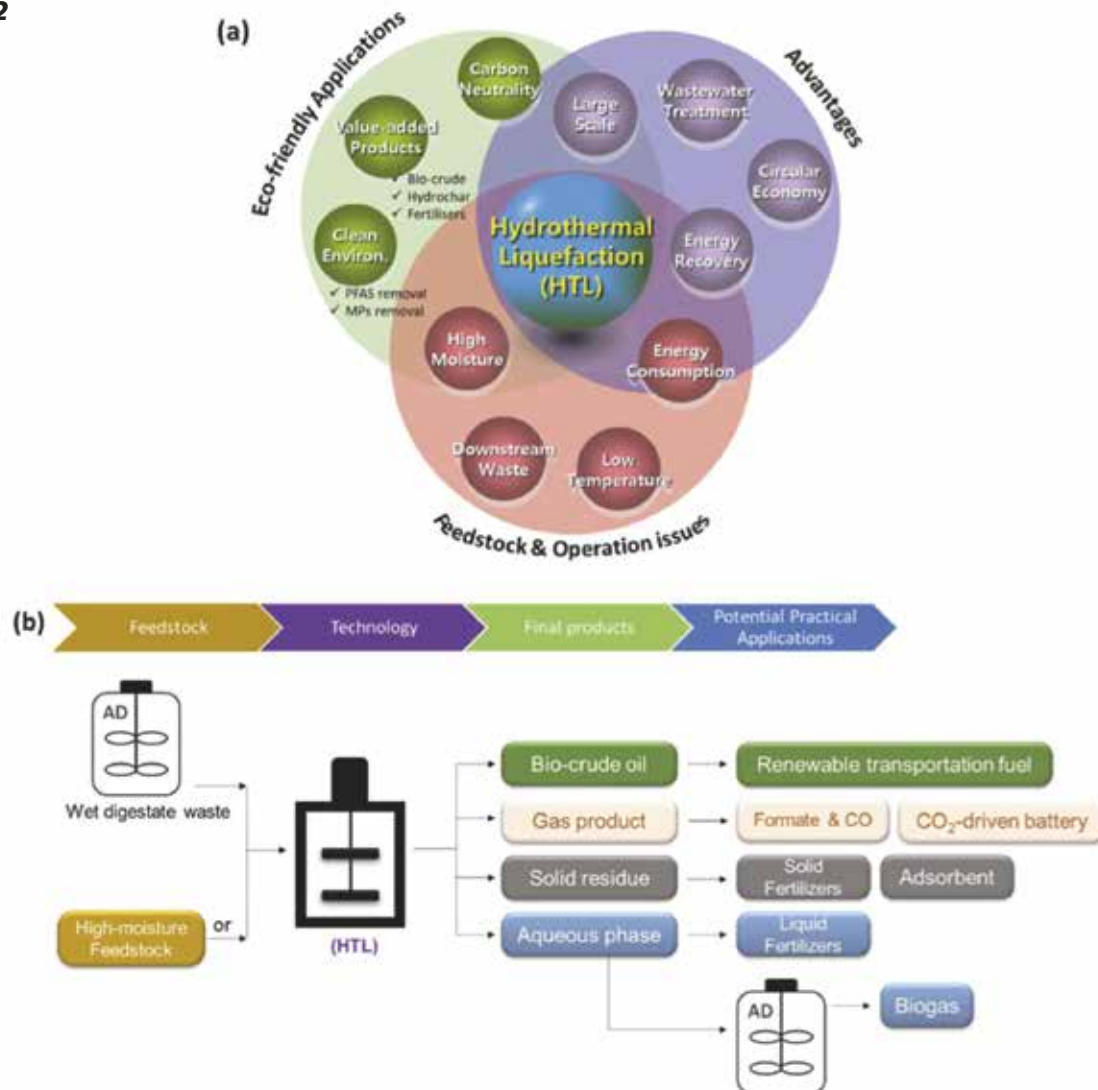 2
(a)
Eco-friendly Applications
Advantages
Carbon
Neutrality
Large
Scale
Wastewater
Treatment
Value-added
Products
✓ Bio-crude
✓ Hydrochar
✓ Fertilisers
Circular
Economy
Clean
Environ.
✓ PFAS removal
✓ MPs removal
Hydrothermal
Liquefaction
(HTL)
Energy
Recovery
High
Moisture
Energy
Consumption
Downstream
Waste
Low
Temperature
Feedstock & Operation issues
(b)
Feedstock
Technology
Final products
Potential Practical
Applications
AD
Wet digestate waste
or
High-moisture
Feedstock
(HTL)
Bio-crude oil
Renewable transportation fuel
Gas product
Formate & CO
CO₂-driven battery
Solid residue
Solid
Fertilizers
Adsorbent
Aqueous phase
Liquid
Fertilizers
AD
Biogas